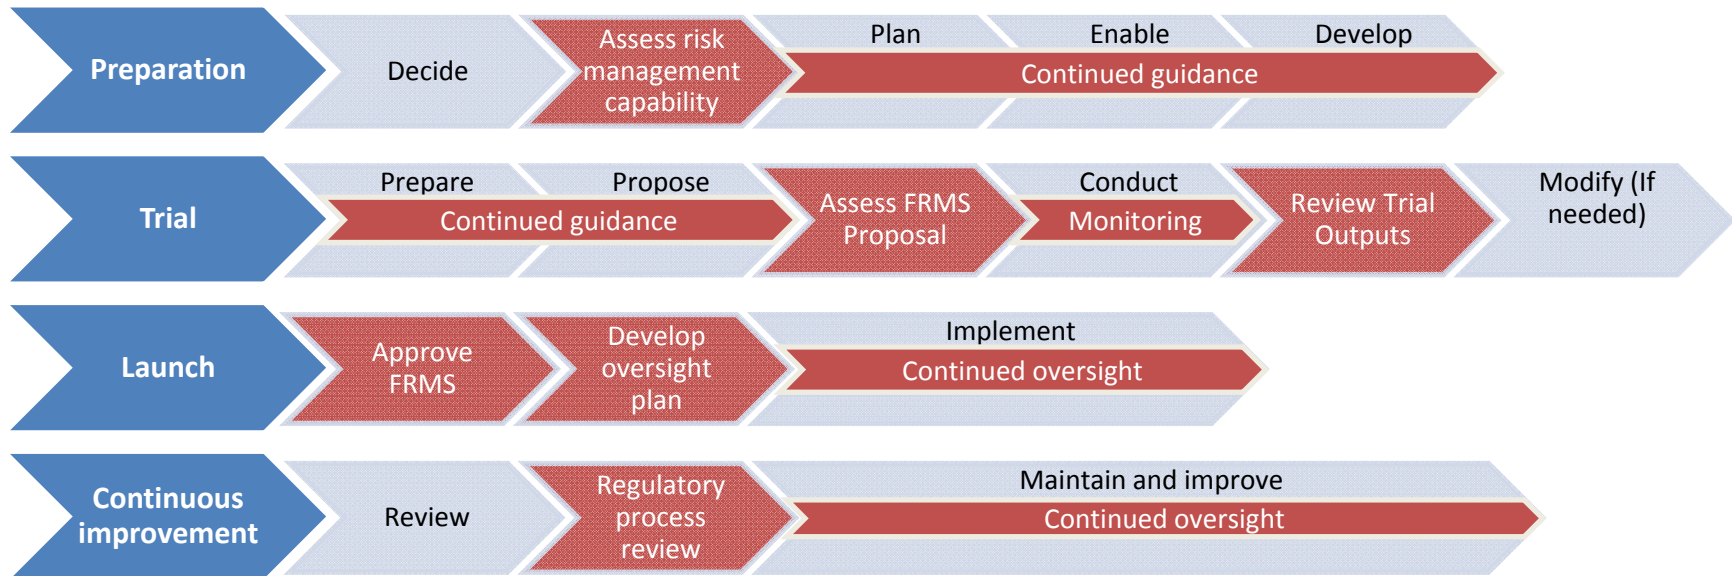 Preparation
Decide
Assess risk
management
capability
Plan
Enable
Develop
Continued guidance
Trial
Prepare
Propose
Continued guidance
Assess FRMS
Proposal
Conduct
Monitoring
Review Trial
Outputs
Modify (If
needed)
Launch
Approve
FRMS
Develop
oversight
plan
Implement
Continued oversight
Continuous
improvement
Review
Regulatory
process
review
Maintain and improve
Continued oversight